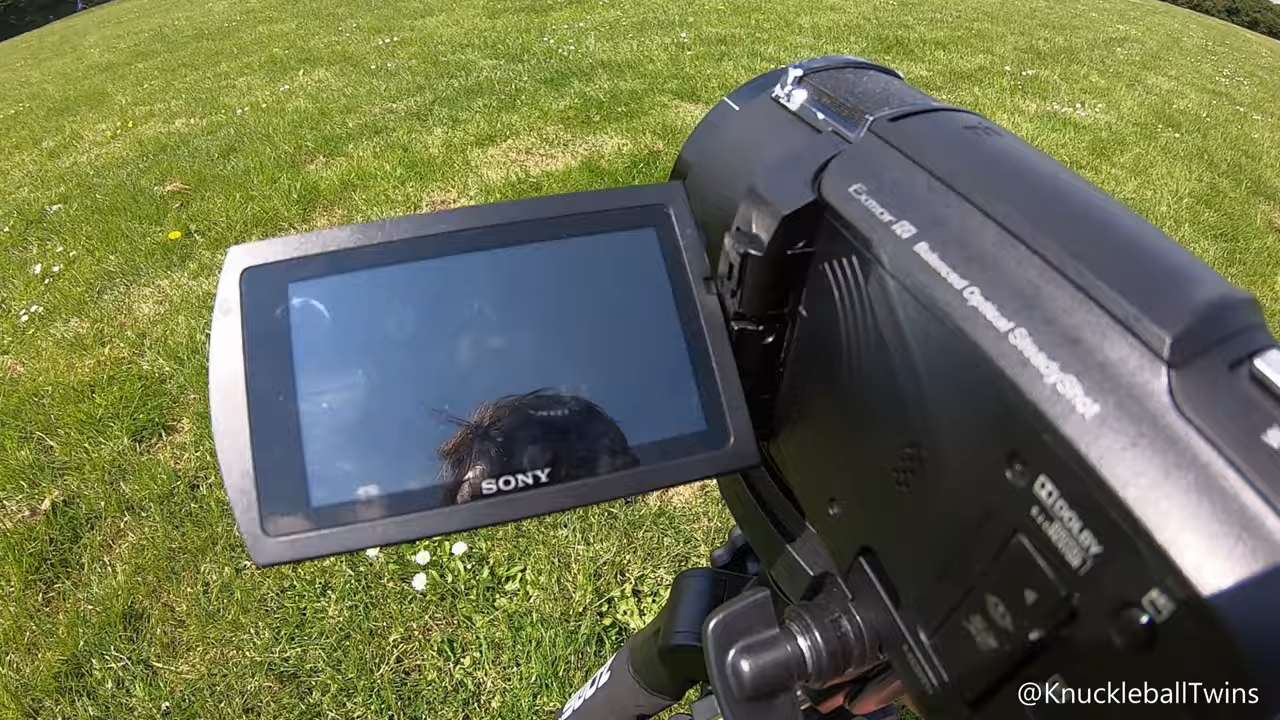 Exmor R
Balanced Optical SteadyShot
SONY
DOLBY
@KnuckleballTwins